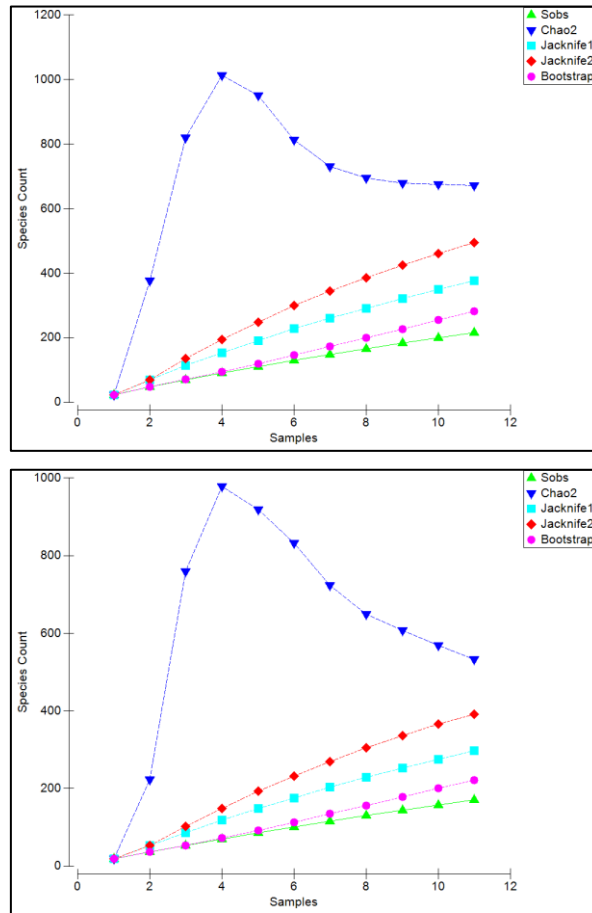 1200
1000
800
600
400
200
0
Species Count
0 2 4 6 8 10 12
Samples
Sobs
Chao2
Jacknife1
Jacknife2
Bootstrap
1000
800
600
400
200
0
Species Count
0 2 4 6 8 10 12
Samples
Sobs
Chao2
Jacknife1
Jacknife2
Bootstrap